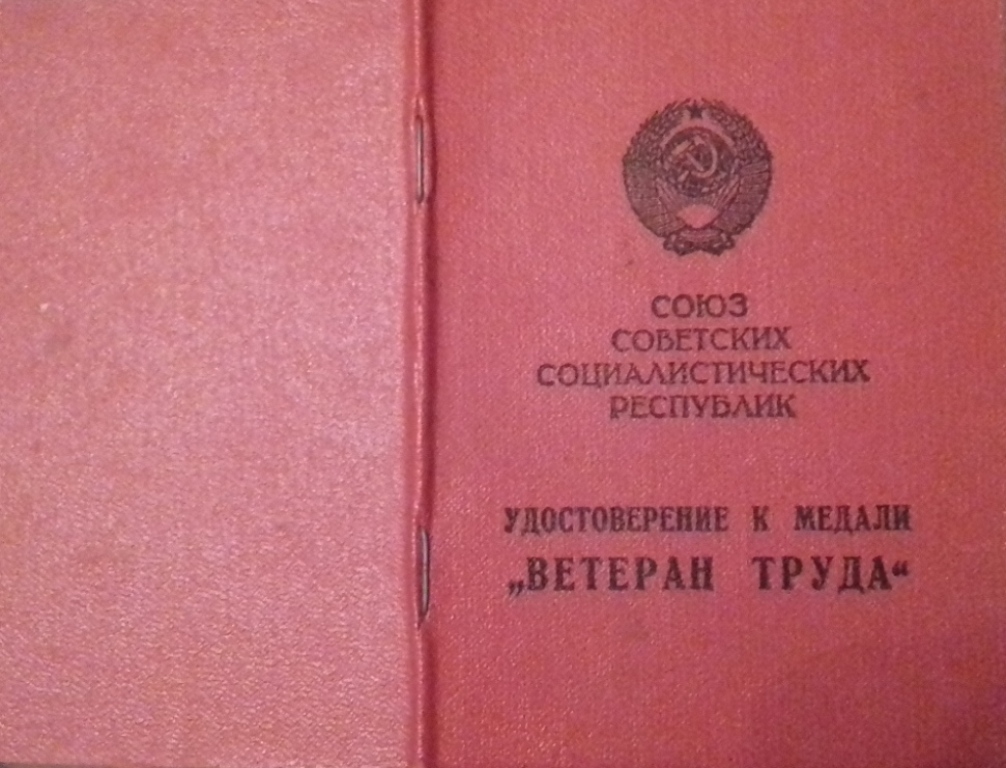 СОЮЗ
СОВЕТСКИХ
СОЦИАЛИСТИЧЕСКИХ
РЕСПУБЛИК
УДОСТОВЕРЕНИЕ К МЕДАЛИ
„ВЕТЕРАН ТРУДА“